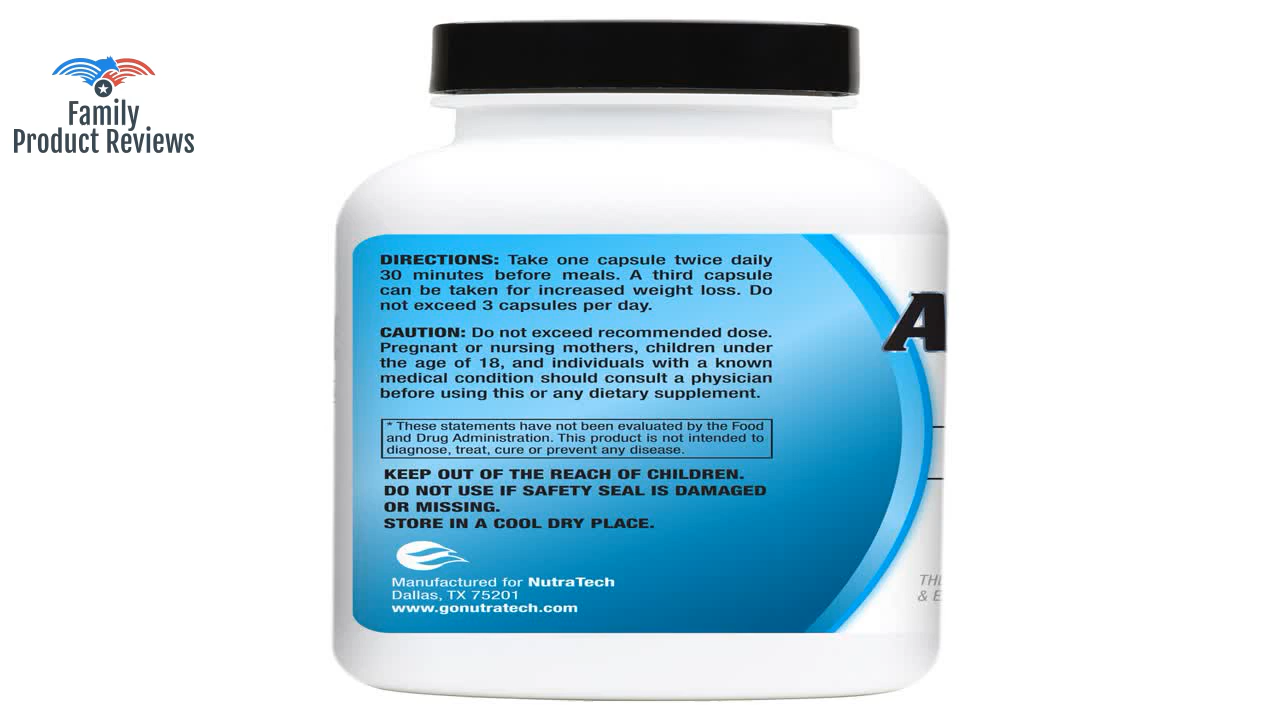 Family
Product Reviews
DIRECTIONS: Take one capsule twice daily
30 minutes before meals. A third capsule
can be taken for increased weight loss. Do
not exceed 3 capsules per day.
CAUTION: Do not exceed recommended dose.
Pregnant or nursing mothers, children under
the age of 18, and individuals with a known
medical condition should consult a physician
before using this or any dietary supplement.
* These statements have not been evaluated by the Food
and Drug Administration. This product is not intended to
diagnose, treat, cure or prevent any disease.
KEEP OUT OF THE REACH OF CHILDREN.
DO NOT USE IF SAFETY SEAL IS DAMAGED
OR MISSING.
STORE IN A COOL DRY PLACE.
Manufactured for NutraTech
Dallas, TX 75201
www.gonutratech.com